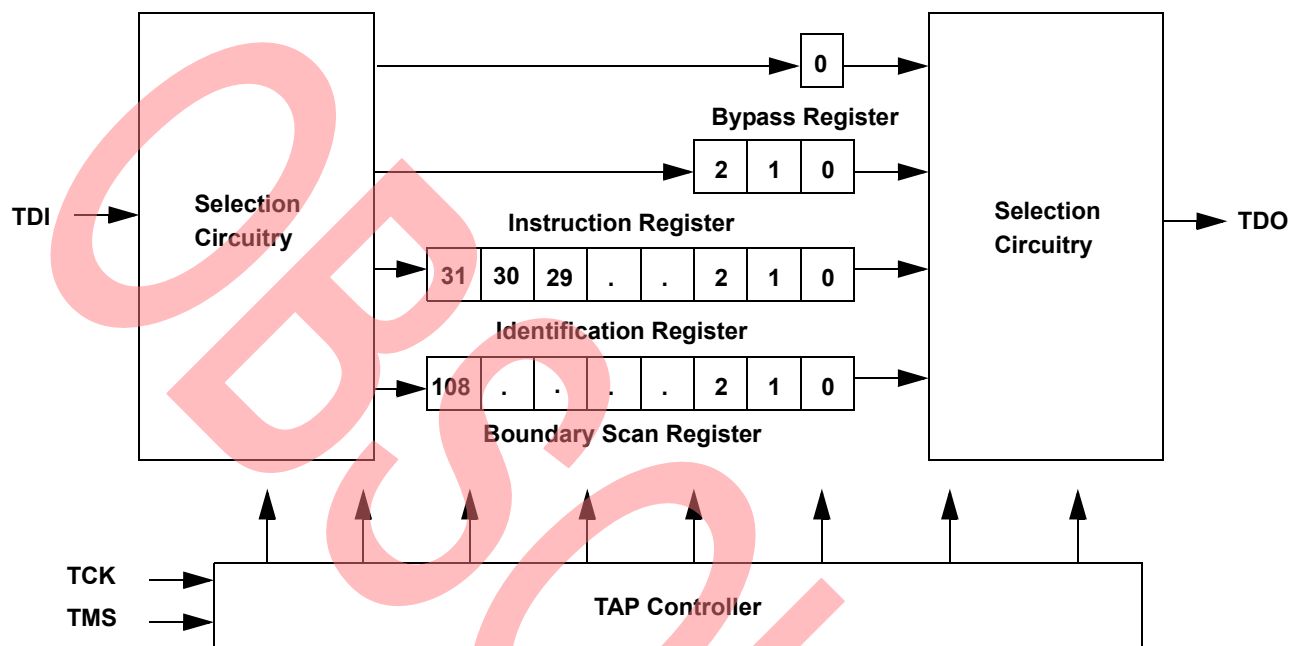 0
Bypass Register
2 1 0
TDI
Selection
Circuitry
Instruction Register
31 30 29 . . 2 1 0
Identification Register
108 . . . . 2 1 0
Boundary Scan Register
Selection
Circuitry
TDO
TCK
TMS
TAP Controller
OBSOL